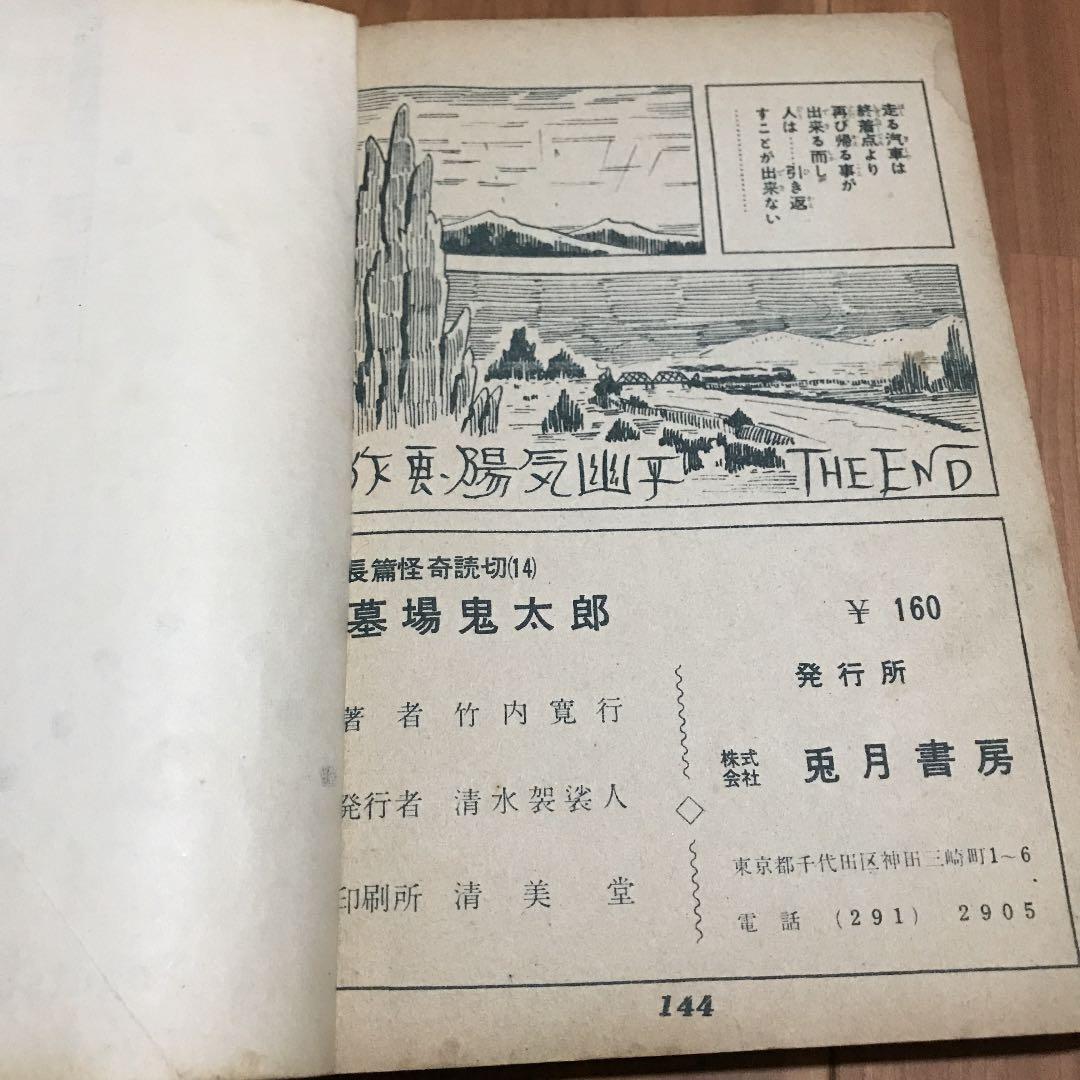 走る汽車は
終着点より
再び帰る事が
出来る而し
人は……引き返
すことが出来ない
………………
作画・陽気幽平 THE END
長篇怪奇読切(14)
墓場鬼太郎
著者 竹内寛行
発行者 清水袈裟人
印刷所 清美堂
¥ 160
発行所
株式会社 兎月書房
東京都千代田区神田三崎町1~6
電話 (291) 2905
144